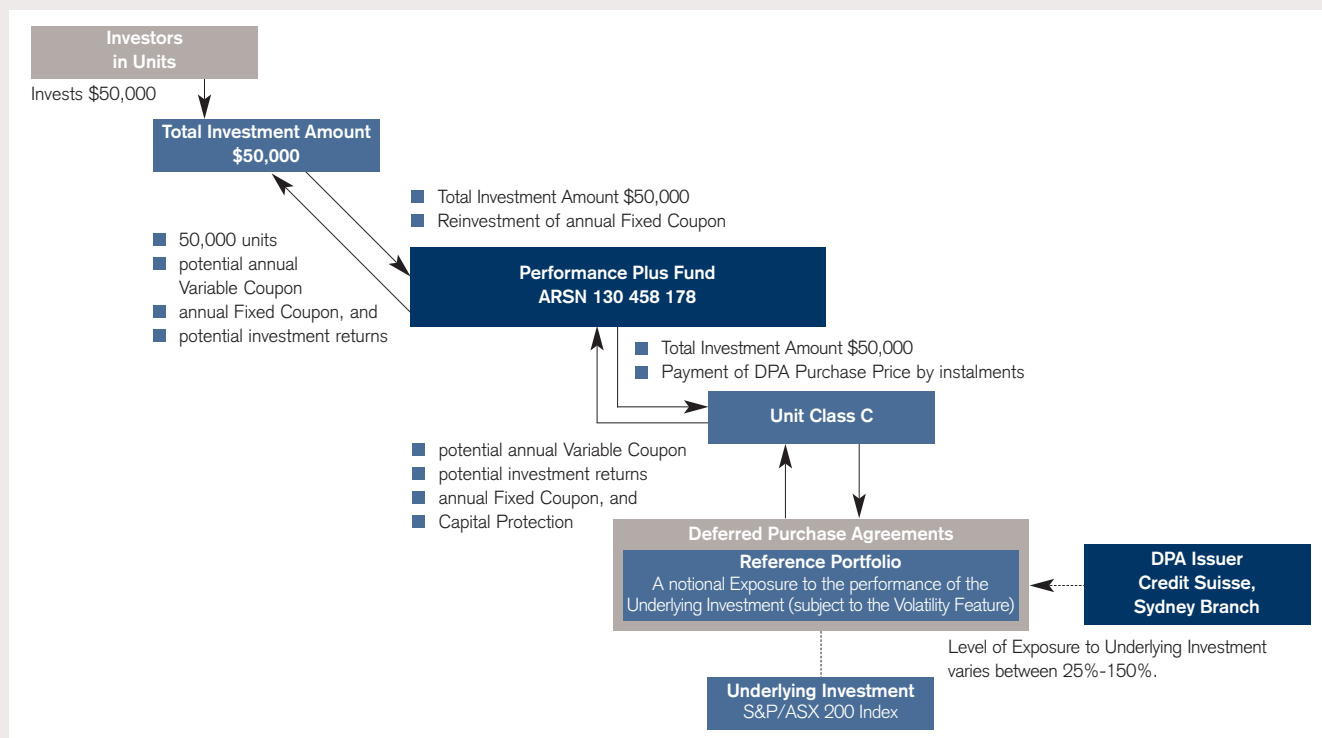 Investors
in Units
Invests $50,000
Total Investment Amount
$50,000
Total Investment Amount $50,000
Reinvestment of annual Fixed Coupon
50,000 units
potential annual
Variable Coupon
annual Fixed Coupon, and
potential investment returns
Performance Plus Fund
ARSN 130 458 178
Total Investment Amount $50,000
Payment of DPA Purchase Price by instalments
Unit Class C
potential annual Variable Coupon
potential investment returns
annual Fixed Coupon, and
Capital Protection
Deferred Purchase Agreements
Reference Portfolio
A notional Exposure to the performance of the
Underlying Investment (subject to the Volatility Feature)
DPA Issuer
Credit Suisse,
Sydney Branch
Level of Exposure to Underlying Investment
varies between 25%-150%.
Underlying Investment
S&P/ASX 200 Index